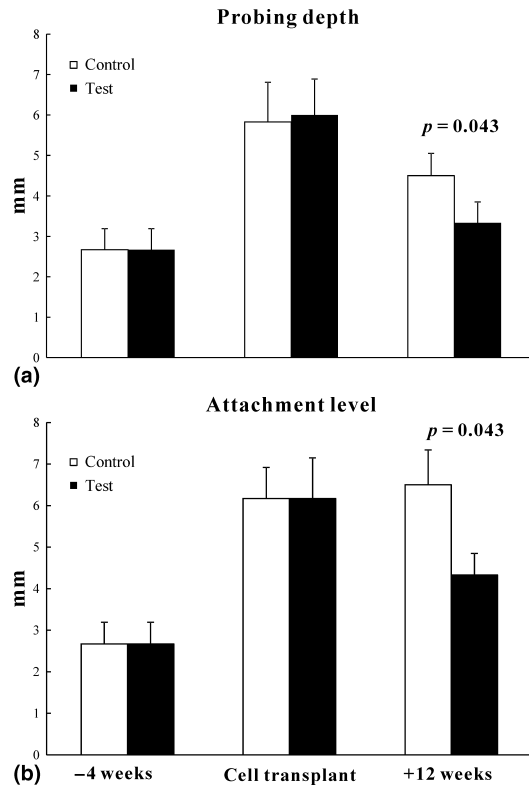 Probing depth
8
7
6
5
4
3
2
1
0
mm
Control
Test
p = 0.043
(a)
Attachment level
8
7
6
5
4
3
2
1
0
mm
Control
Test
p = 0.043
(b)
−4 weeks
Cell transplant
+12 weeks